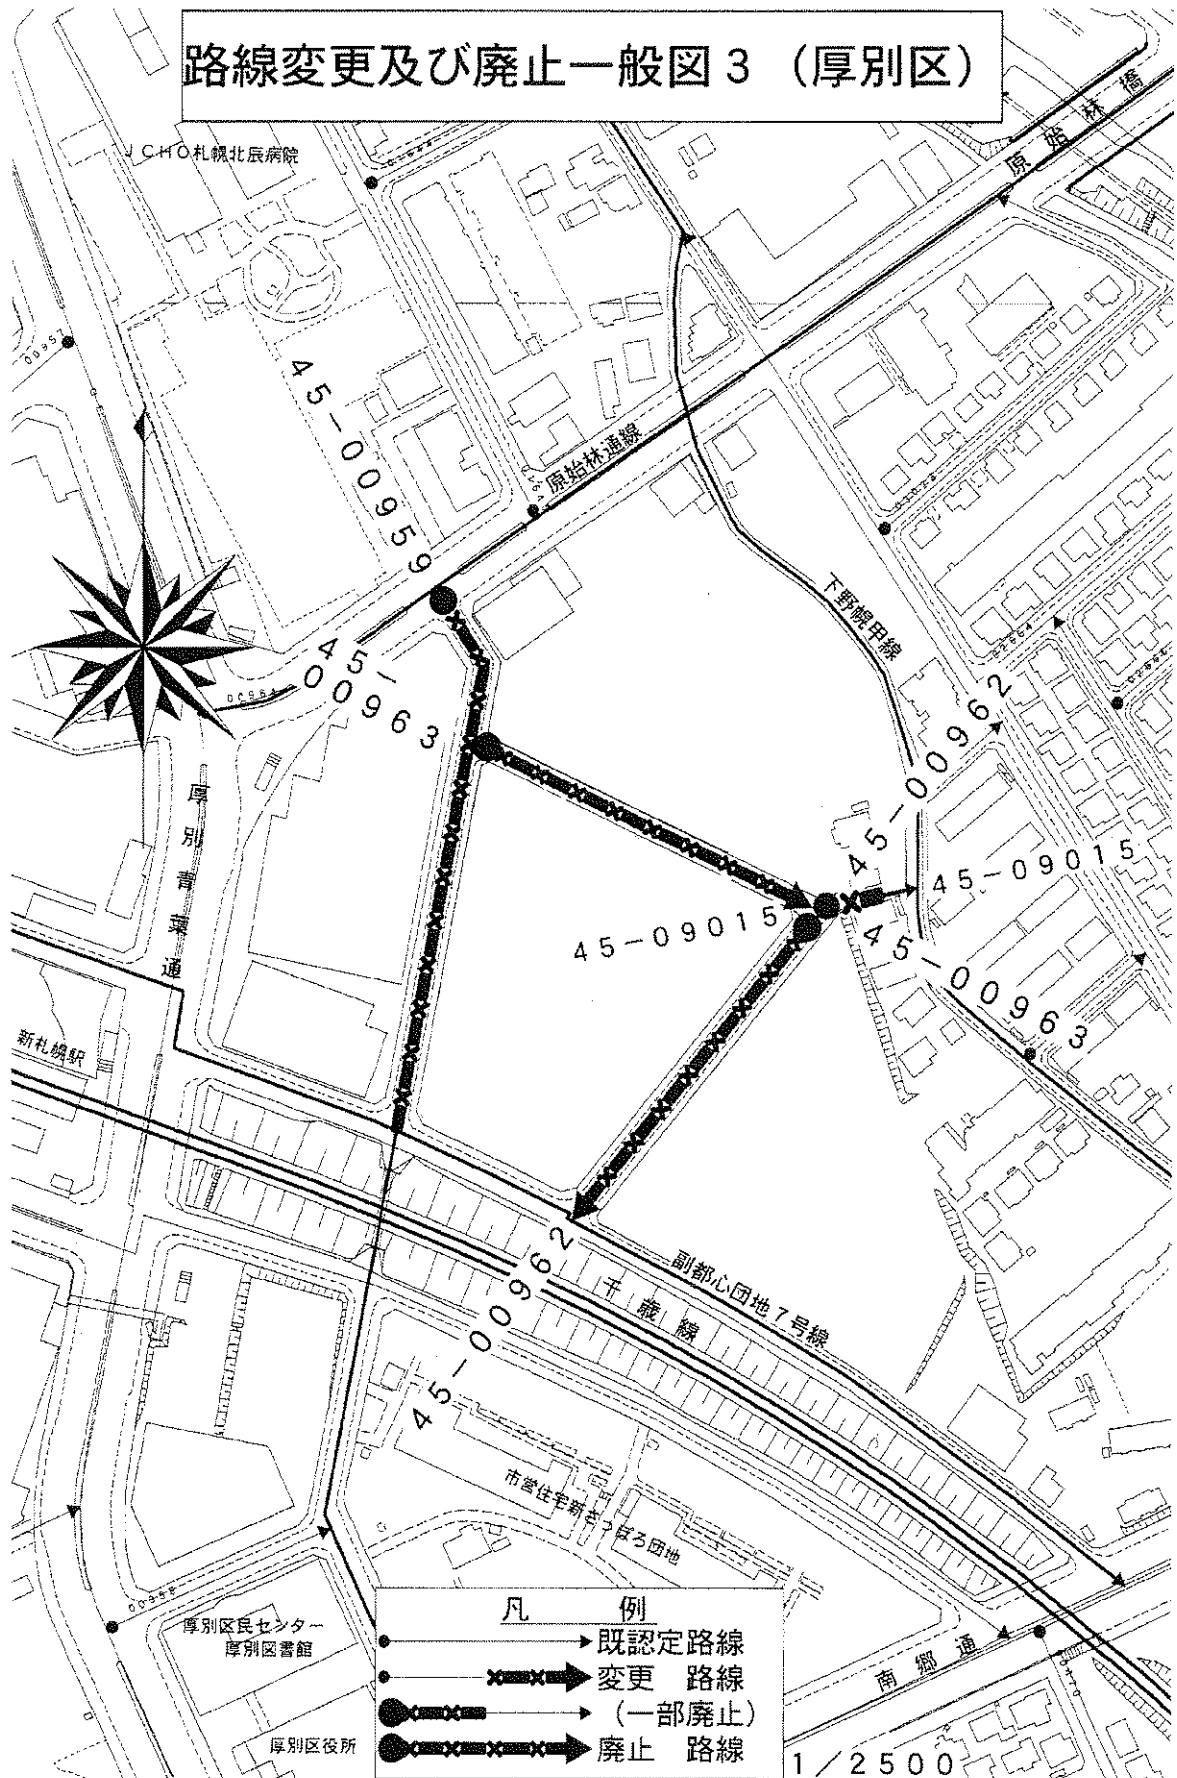 路線変更及び廃止一般図3（厚別区）
JCHO札幌北辰病院
原始林橋
00957
45-00959
原始林通線
下野幌甲線
45-
00963
00964
02664
45-00962
厚別青葉通
45-09015
45-09015
45-00963
新札幌駅
45-00962
副都心団地7号線
千歳線
市営住宅新さっぽろ団地
00958
厚別区民センター
厚別図書館
厚別区役所
南郷通
凡例
既認定路線
変更 路線
（一部廃止）
廃止 路線
1/2500